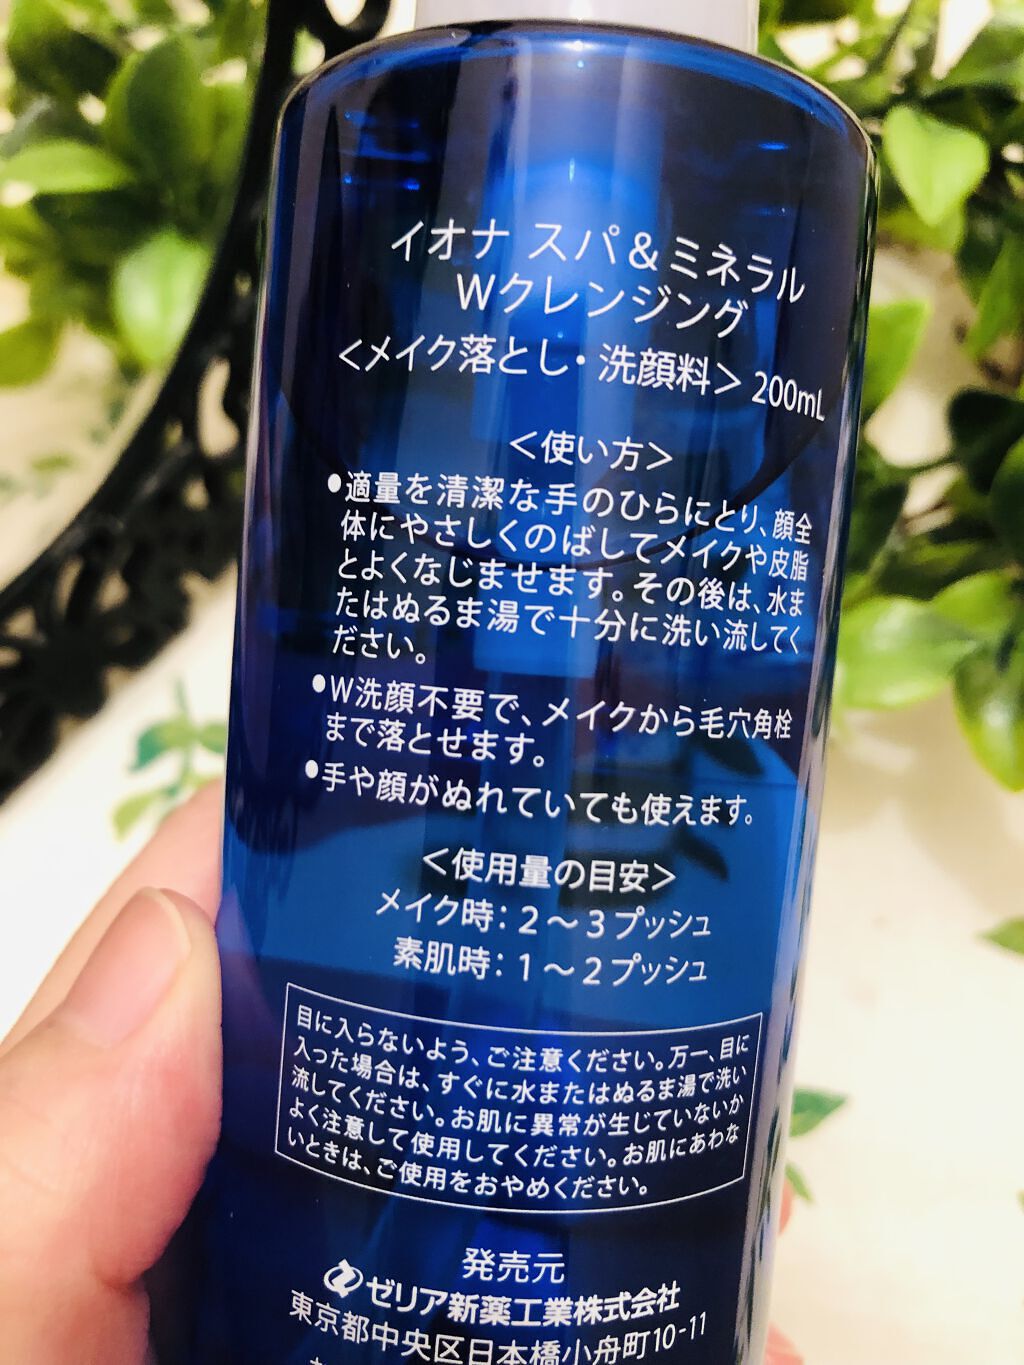 イオナ スパ&ミネラル
Wクレンジング
<メイク落とし・洗顔料> 200mL
<使い方>
●適量を清潔な手のひらにとり、顔全
体にやさしくのばしてメイクや皮脂
とよくなじませます。その後は、水ま
たはぬるま湯で十分に洗い流してく
ださい。
●W洗顔不要で、メイクから毛穴角栓
まで落とせます。
●手や顔がぬれていても使えます。
<使用量の目安>
メイク時:2~3プッシュ
素肌時:1~2プッシュ
目に入らないよう、ご注意ください。万一、目に
入った場合は、すぐに水またはぬるま湯で洗い
流してください。お肌に異常が生じていないか
よく注意して使用してください。お肌にあわな
いときは、ご使用をおやめください。
発売元
ゼリア新薬工業株式会社
東京都中央区日本橋小舟町10-11